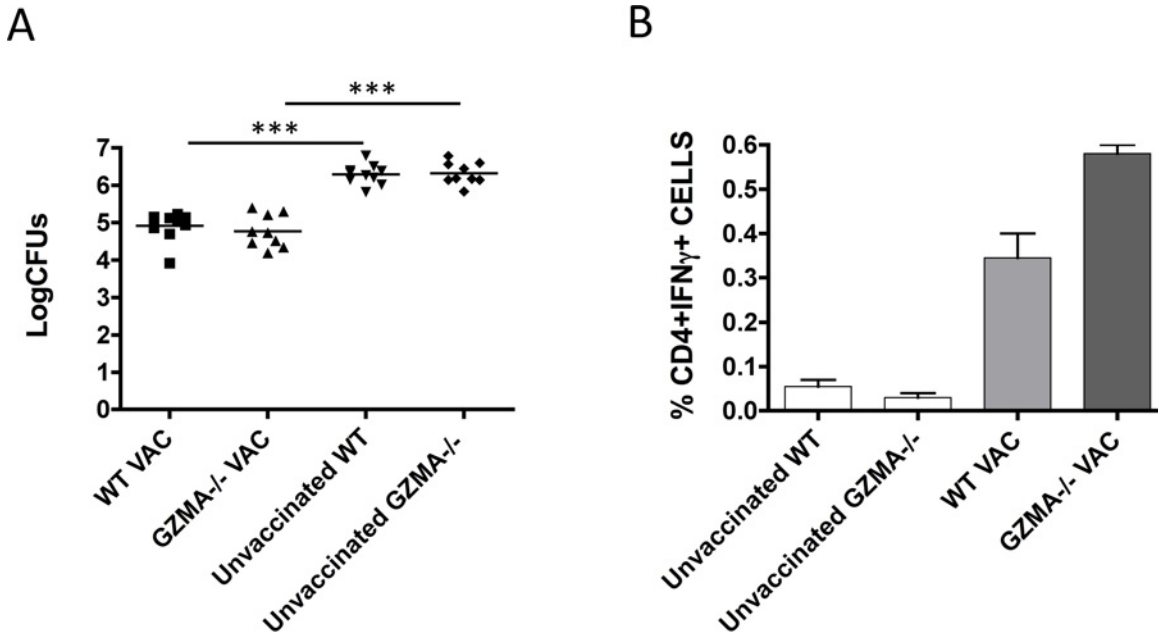 A
***
***
LogCFUs
7
6
5
4
3
2
1
0
WT VAC
GZMA-/- VAC
Unvaccinated WT
Unvaccinated GZMA-/-
B
% CD4+IFNγ+ CELLS
0.6
0.5
0.4
0.3
0.1
0.0
Unvaccinated WT
Unvaccinated GZMA-/-
WT VAC
GZMA-/- VAC